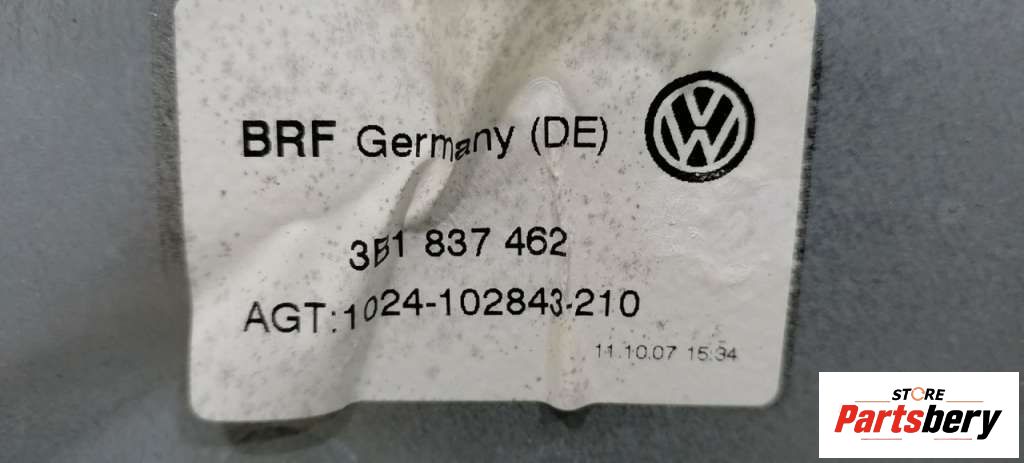 BRF Germany (DE)
3B1 837 462
AGT:1024-102843-210
11.10.07 15:34
STORE
Partsbery